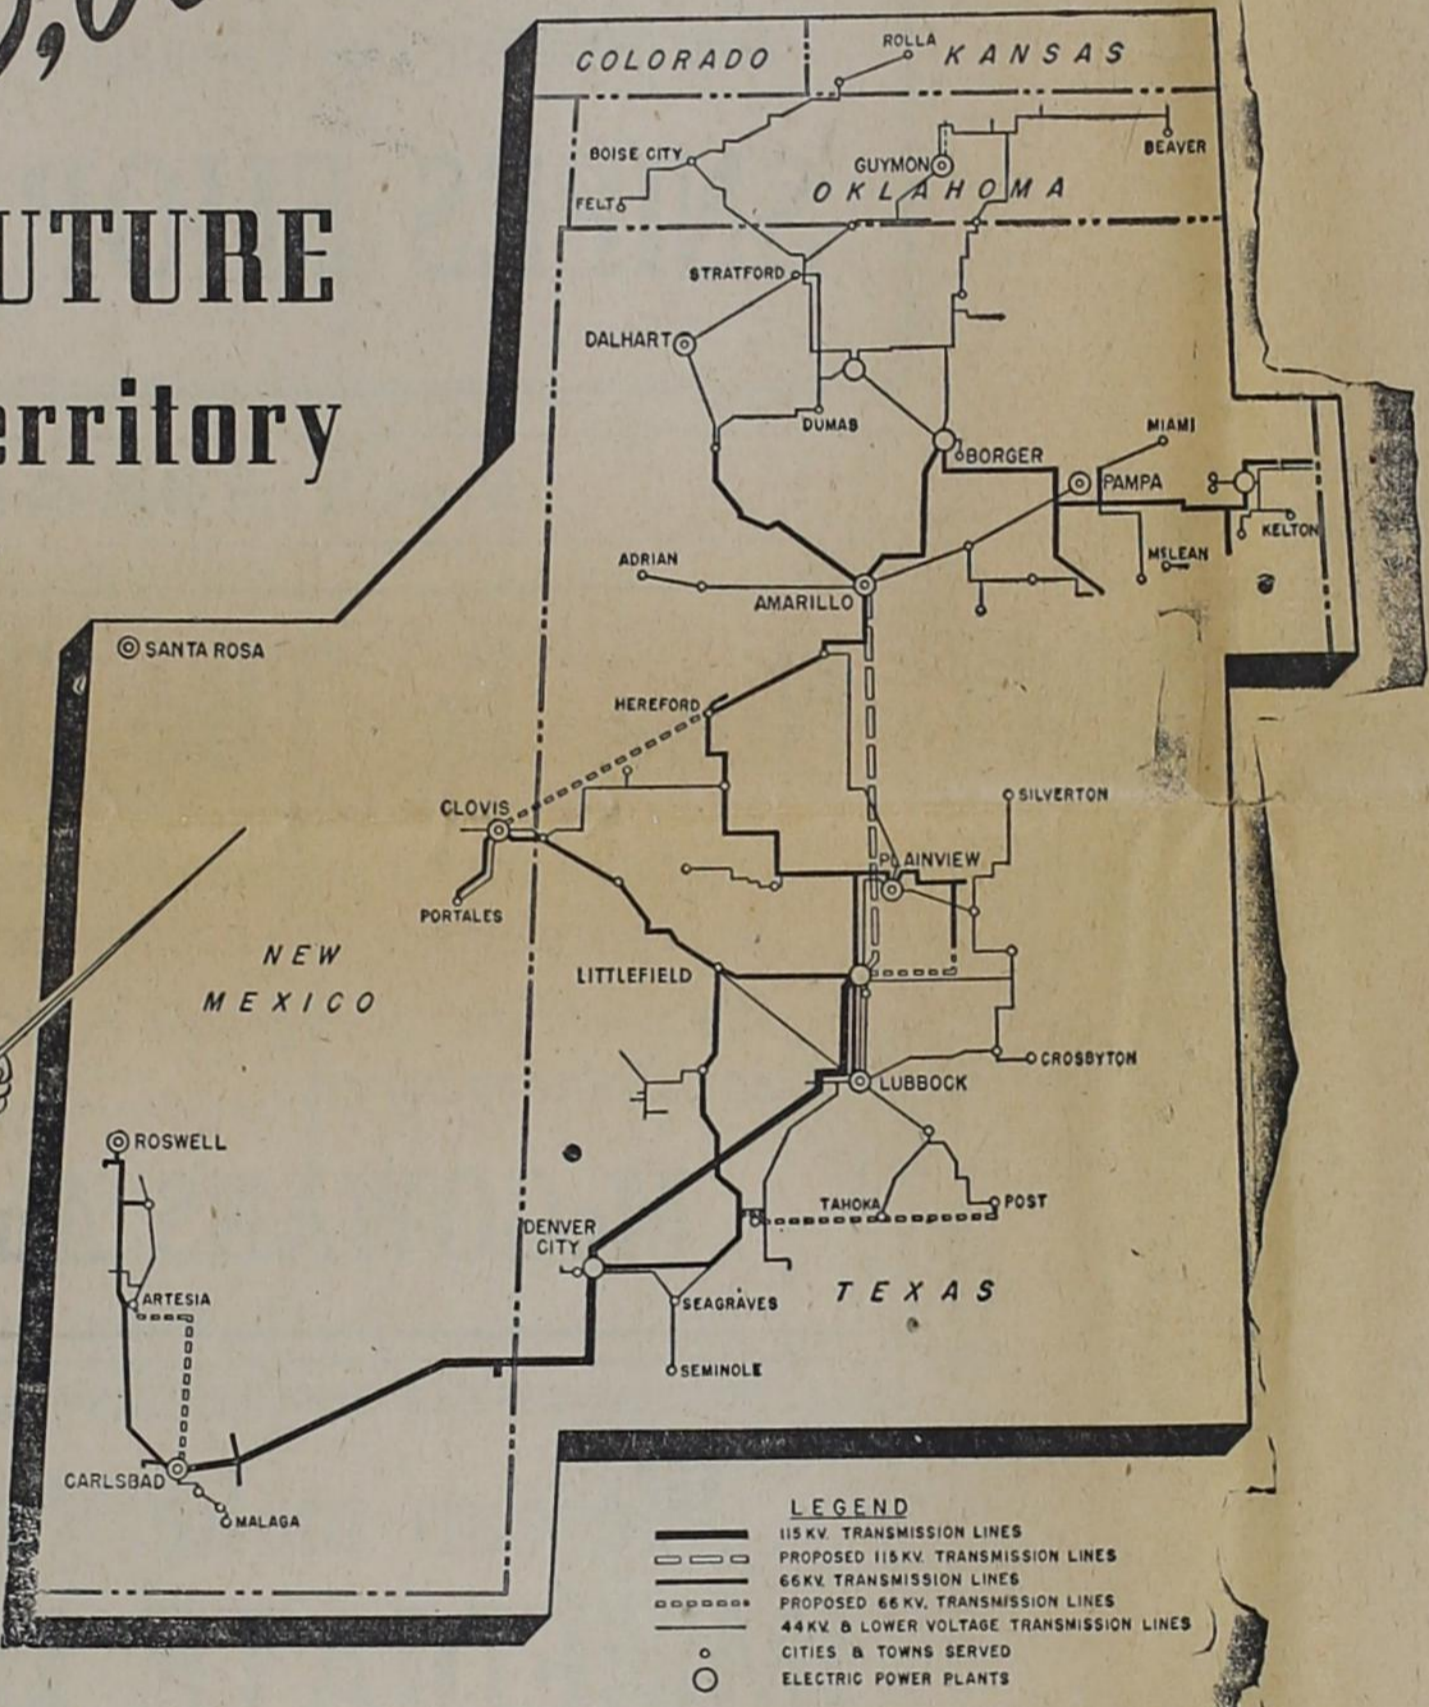 COLORADO
ROLLA
KANSAS
BOISE CITY
GUYMON
BEAVER
FELT
OKLAHOMA
UTURE
STRATFORD
DALHART
erritory
DUMAS
MIAMI
BORGER
PAMPA
KELTON
ADRIAN
MCLEAN
AMARILLO
SANTA ROSA
HEREFORD
CLOVIS
SILVERTON
PLAINVIEW
PORTALES
NEW
MEXICO
LITTLEFIELD
CROSBYTON
LUBBOCK
ROSWELL
TAHOKA
POST
DENVER
CITY
ARTESIA
SEAGRAVES
TEXAS
SEMINOLE
CARLSBAD
MALAGA
LEGEND
115 KV. TRANSMISSION LINES
PROPOSED 115 KV. TRANSMISSION LINES
66 KV. TRANSMISSION LINES
PROPOSED 66 KV. TRANSMISSION LINES
44 KV. & LOWER VOLTAGE TRANSMISSION LINES
CITIES & TOWNS SERVED
ELECTRIC POWER PLANTS